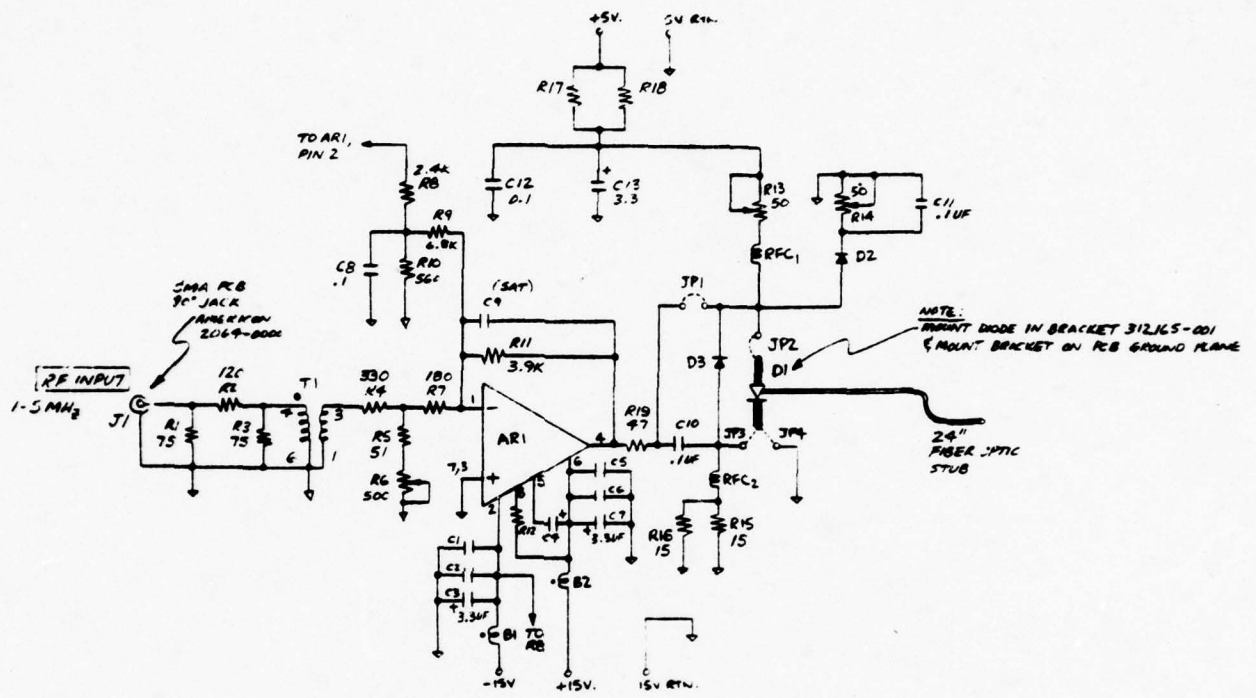 +5V.
5V RTN.
R17
R18
TO AR1,
PIN 2
2.4K
R8
C12
0.1
+
C13
3.3
R13
50
50
R14
C11
.1UF
R9
6.8K
R10
560
C8
.1
RFC1
D2
SMA PCB
90° JACK
2064-0000
(SAT)
C9
JP1
NOTE:
MOUNT DIODE IN BRACKET 312165-001
& MOUNT BRACKET ON PCB GROUND PLANE
JP2
D1
D3
R11
3.9K
RF INPUT
1-5 MHz
J1
120
R2
T1
4
3
6
1
R1
75
R3
75
330
R4
180
R7
R5
51
R6
500
1
-
AR1
7,3
+
4
R19
47
C10
.1UF
JP3
JP4
24"
FIBER OPTIC
STUB
2
8
5
6
C5
C6
C7
+
3.3UF
R12
C4
+
RFC2
R16
15
R15
15
C1
C2
C3
+
3.3UF
B1
TO
R8
B2
-15V
+15V.
15V RTN.